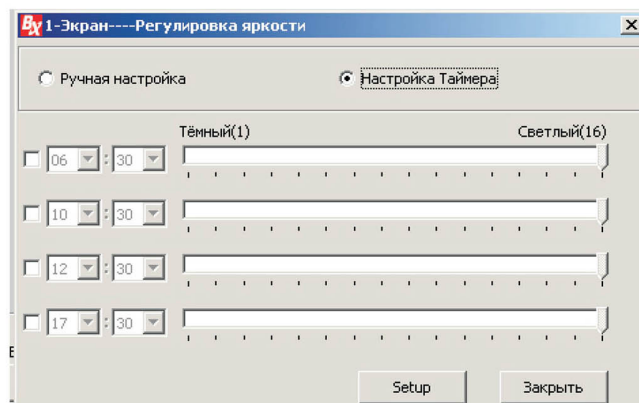 BX 1-Экран----Регулировка яркости
Ручная настройка Настройка Таймера
Тёмный(1) Светлый(16)
06 : 30
10 : 30
12 : 30
17 : 30
Setup Закрыть